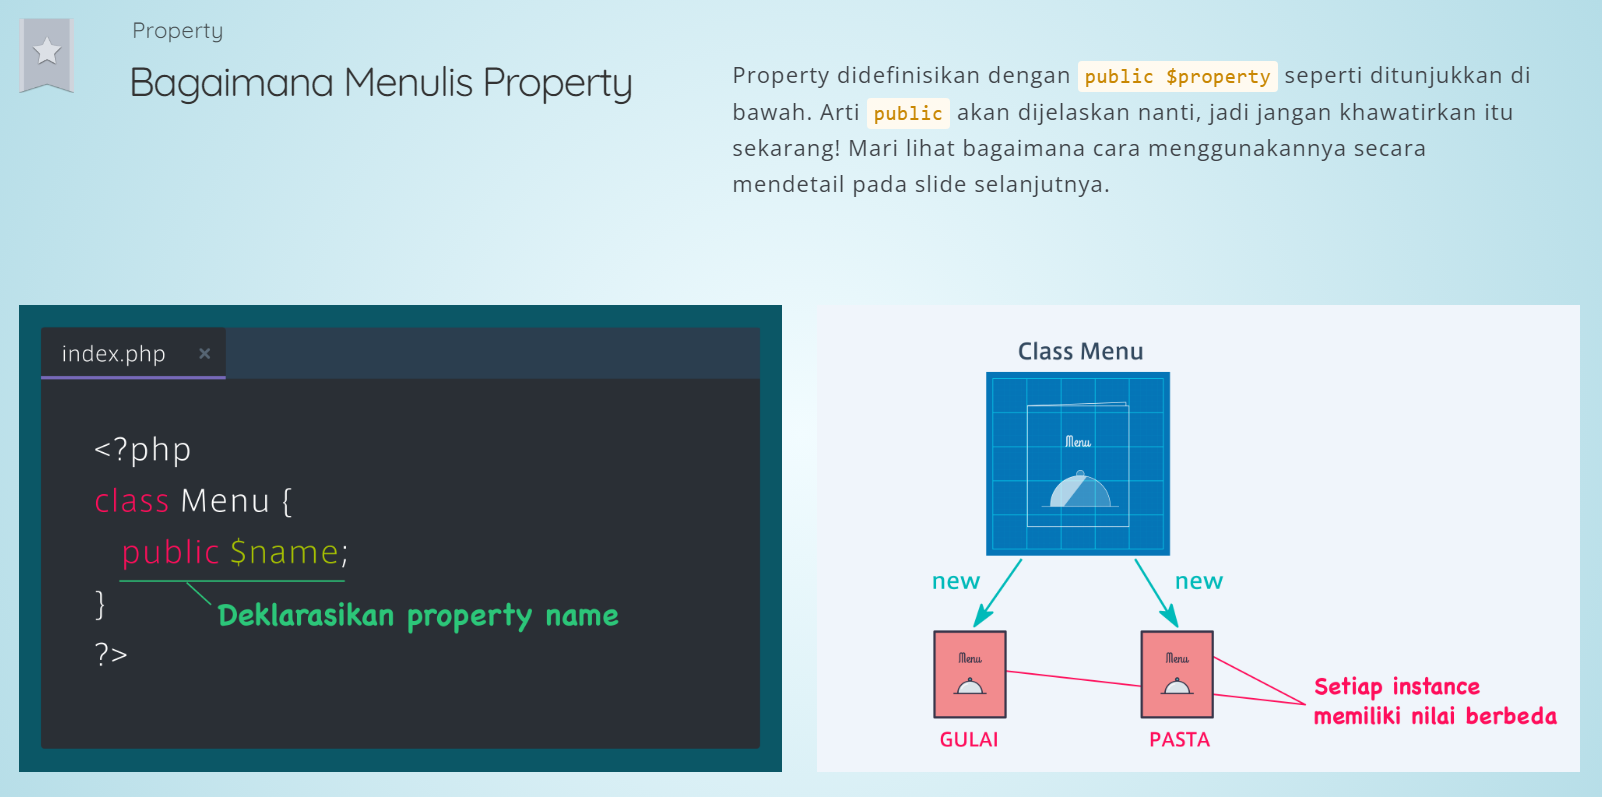 Property
Bagaimana Menulis Property
Property didefinisikan dengan public $property seperti ditunjukkan di
bawah. Arti public akan dijelaskan nanti, jadi jangan khawatirkan itu
sekarang! Mari lihat bagaimana cara menggunakannya secara
mendetail pada slide selanjutnya.
index.php ×
<?php
class Menu {
public $name;
}
Deklarasikan property name
?>
Class Menu
Menu
new
new
Menu
Menu
Setiap instance
memiliki nilai berbeda
GULAI
PASTA